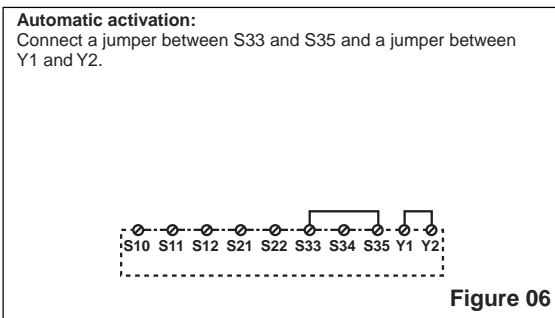 Automatic activation:
Connect a jumper between S33 and S35 and a jumper between
Y1 and Y2.
S10 S11 S12 S21 S22 S33 S34 S35 Y1 Y2
Figure 06